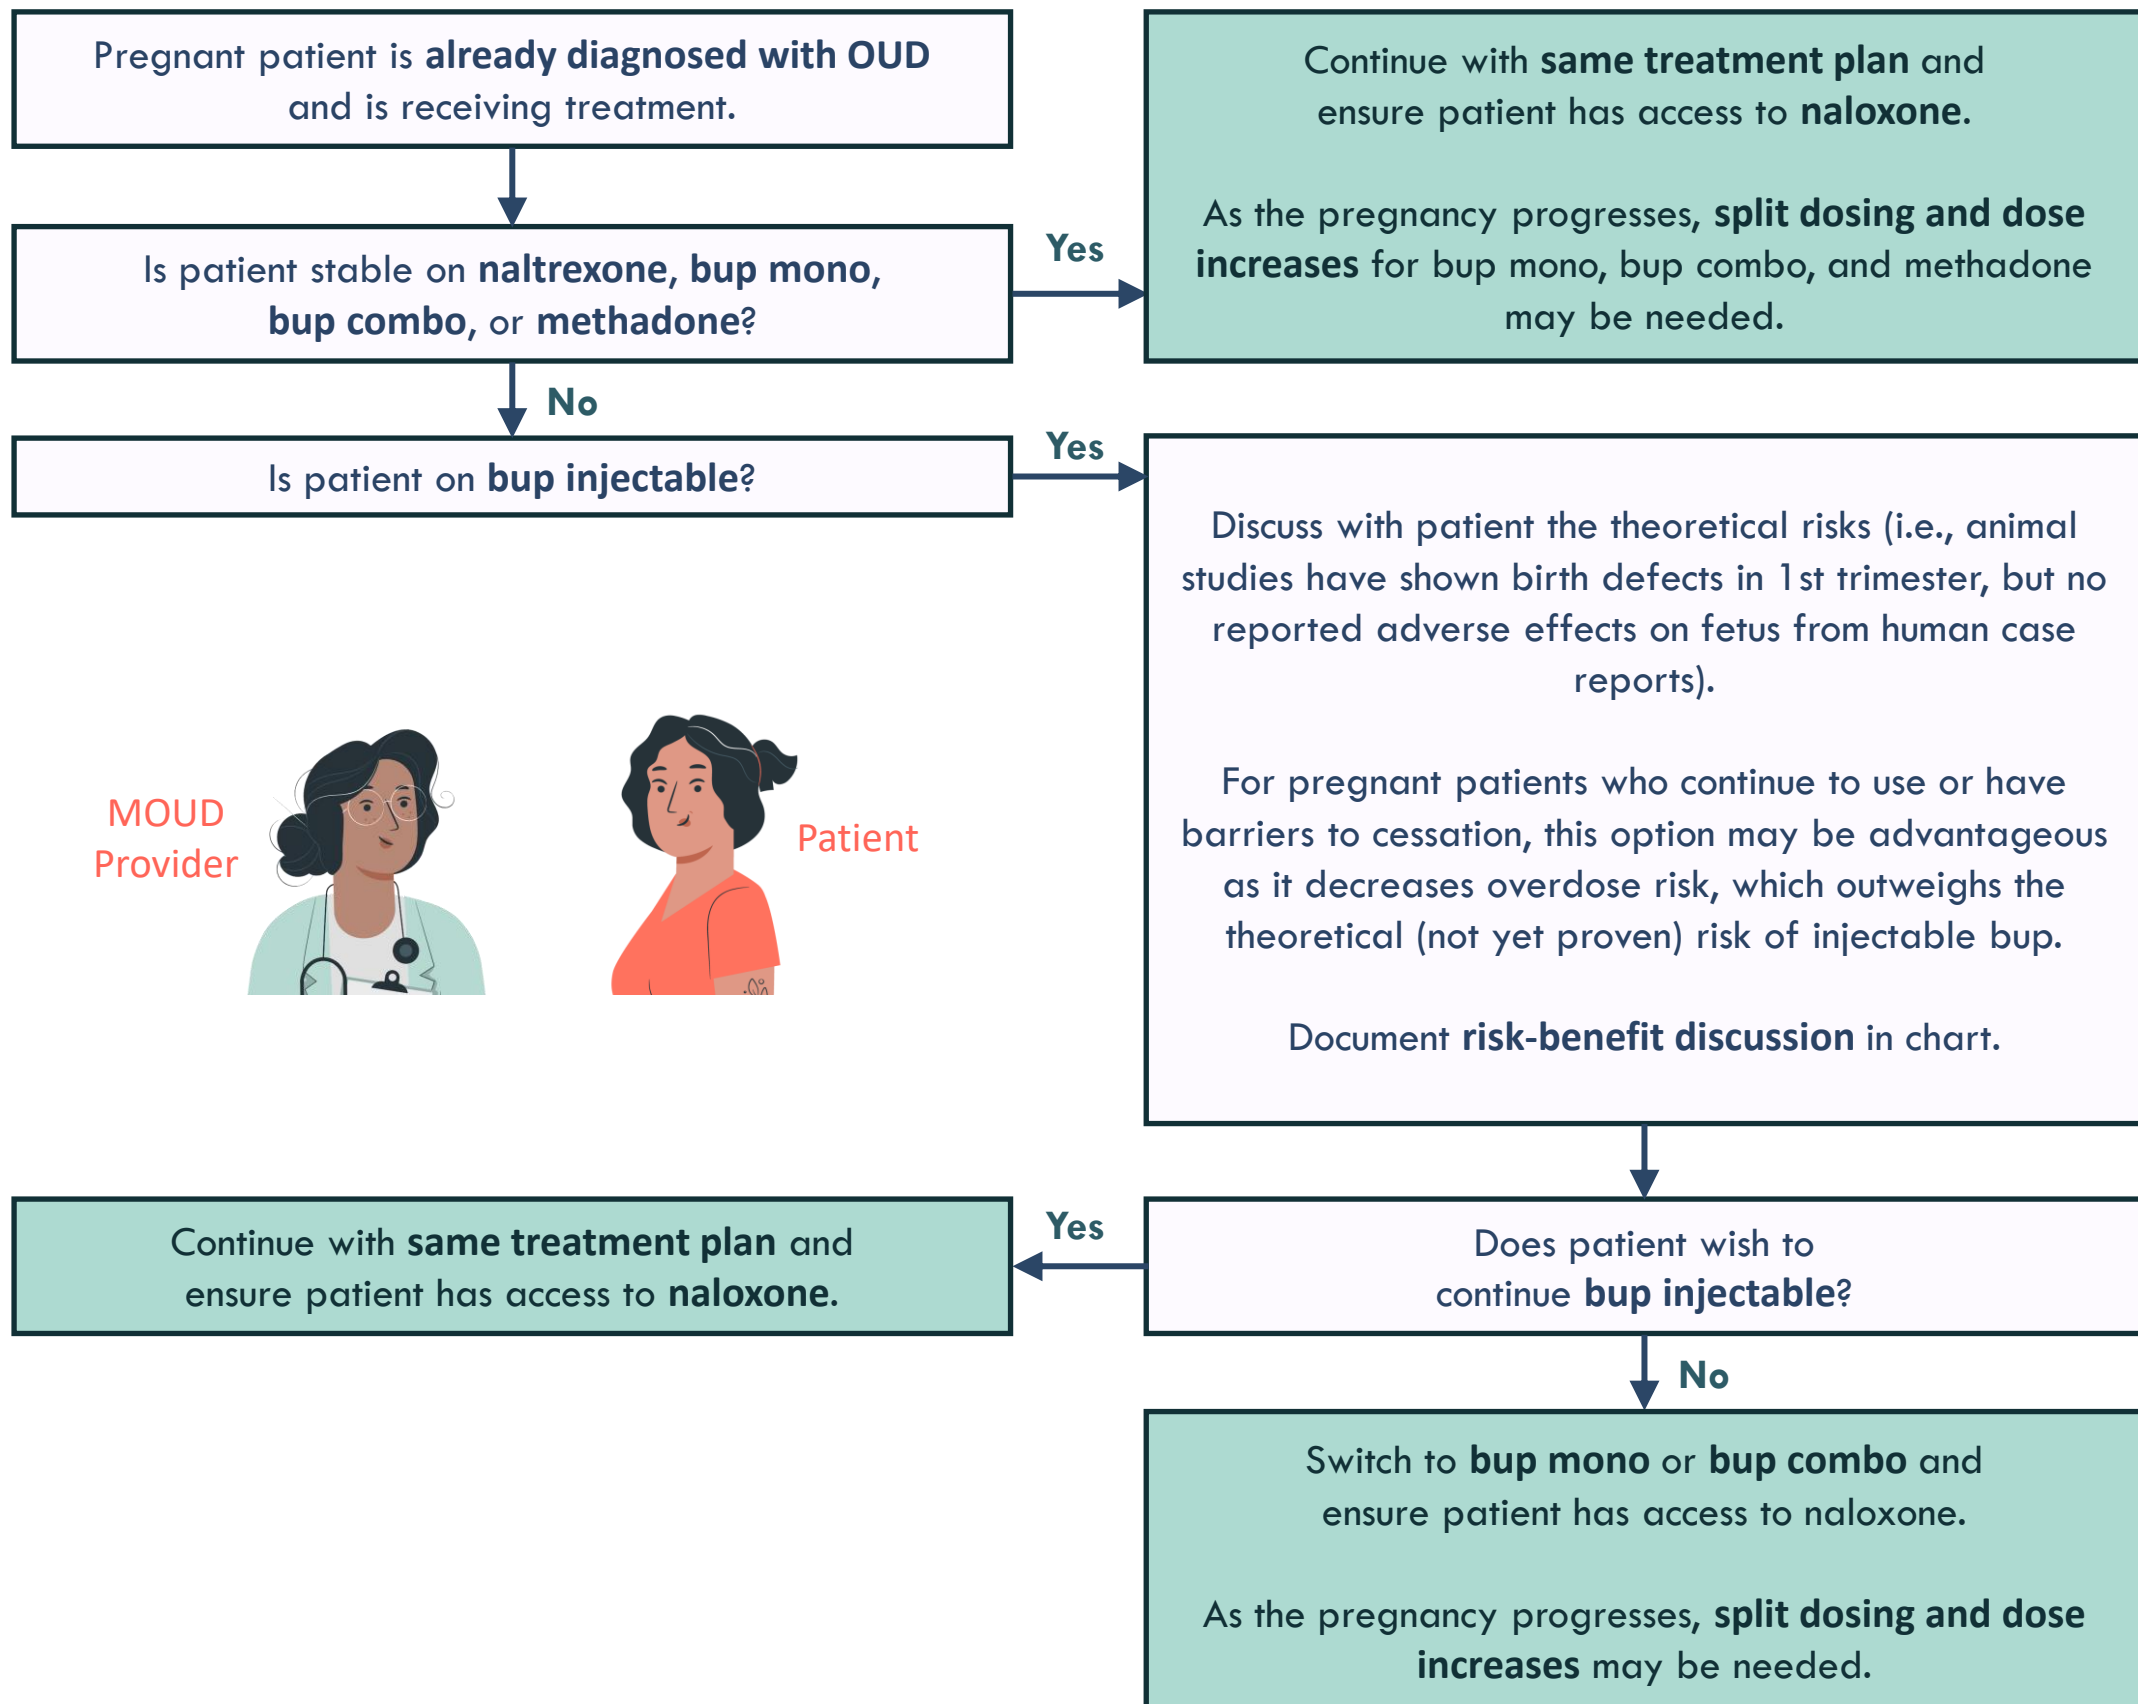 Pregnant patient is already diagnosed with OUD
and is receiving treatment.
Continue with same treatment plan and
ensure patient has access to naloxone.
As the pregnancy progresses, split dosing and dose
increases for bup mono, bup combo, and methadone
may be needed.
Is patient stable on naltrexone, bup mono,
bup combo, or methadone?
Yes
No
Is patient on bup injectable?
Yes
Discuss with patient the theoretical risks (i.e., animal
studies have shown birth defects in 1st trimester, but no
reported adverse effects on fetus from human case
reports).
For pregnant patients who continue to use or have
barriers to cessation, this option may be advantageous
as it decreases overdose risk, which outweighs the
theoretical (not yet proven) risk of injectable bup.
Document risk-benefit discussion in chart.
MOUD
Provider
Patient
Does patient wish to
continue bup injectable?
Yes
Continue with same treatment plan and
ensure patient has access to naloxone.
No
Switch to bup mono or bup combo and
ensure patient has access to naloxone.
As the pregnancy progresses, split dosing and dose
increases may be needed.